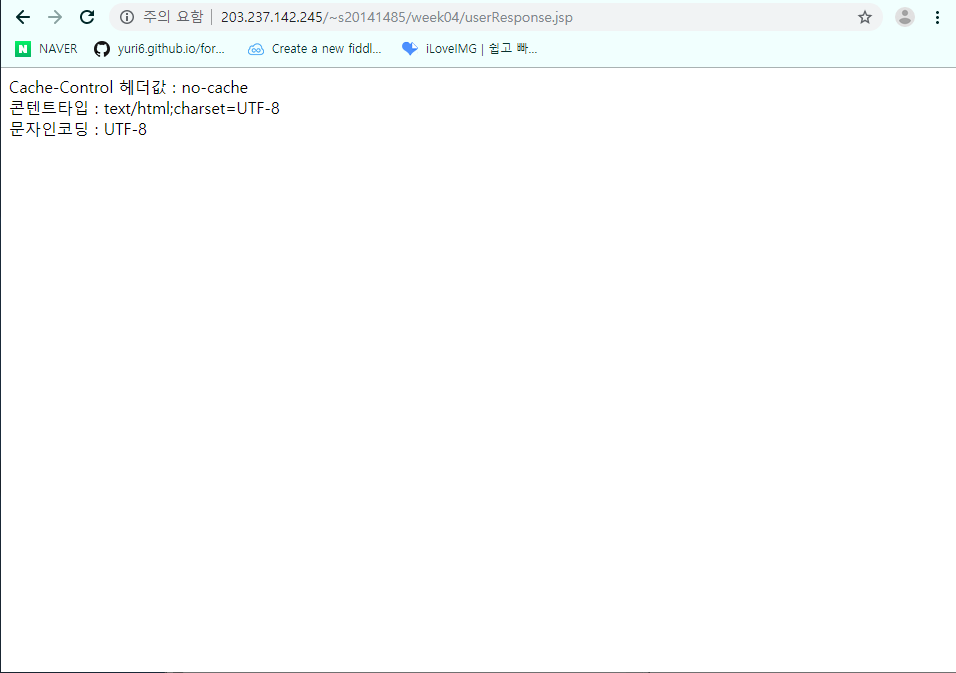 주의 요함 | 203.237.142.245/~s20141485/week04/userResponse.jsp
N NAVER yuri6.github.io/for... Create a new fiddl... iLoveIMG | 쉽고 빠...
Cache-Control 헤더값 : no-cache
콘텐트타입 : text/html;charset=UTF-8
문자인코딩 : UTF-8